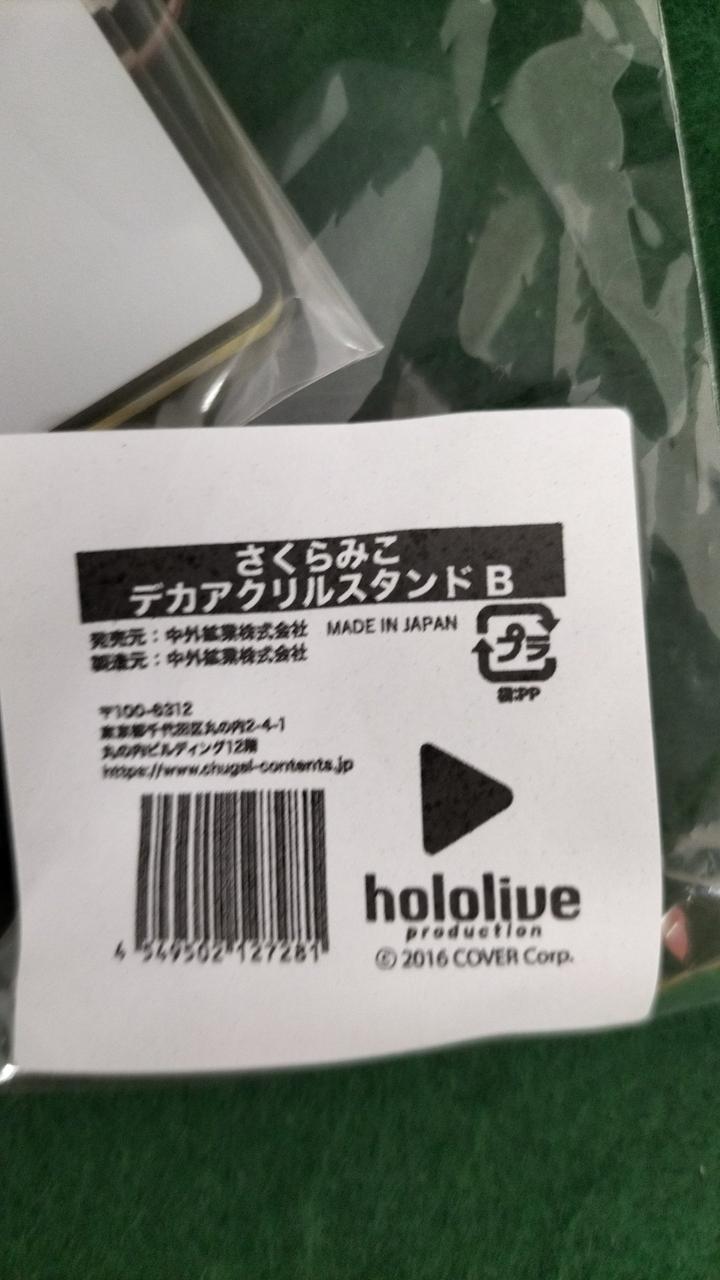 さくらみこ
デカアクリルスタンド B
発売元：中外鉱業株式会社 MADE IN JAPAN
製造元：中外鉱業株式会社
プラ
袋:PP
〒100-6312
東京都千代田区丸の内2-4-1
丸の内ビルディング12階
https://www.chugai-contents.jp
4 549502 127281
hololive
production
© 2016 COVER Corp.